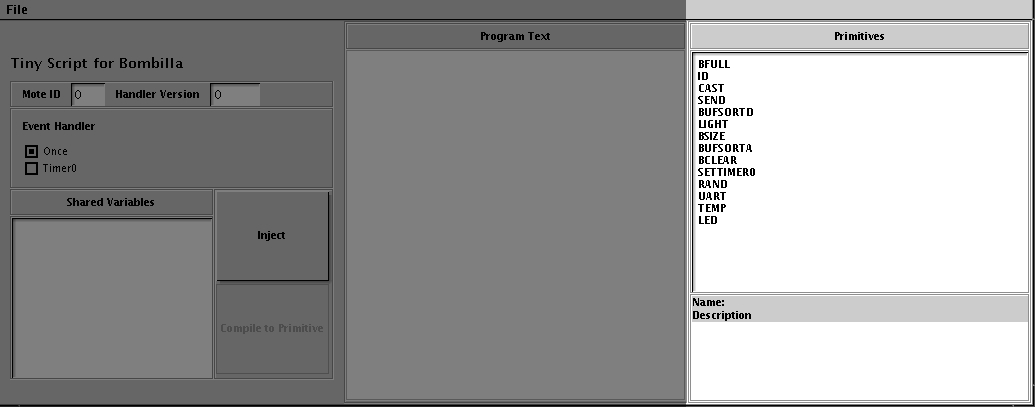 File
Tiny Script for Bombilla
Mote ID 0 Handler Version 0
Event Handler
Once
Timer0
Shared Variables
Inject
Compile to Primitive
Program Text
Primitives
BFULL
ID
CAST
SEND
BUFSORTD
LIGHT
BSIZE
BUFSORTA
BCLEAR
SETTIMER0
RAND
UART
TEMP
LED
Name:
Description